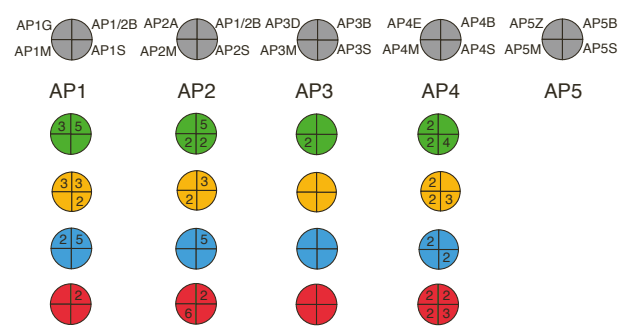 AP1G AP1/2B AP2A AP1/2B AP3D AP3B AP4E AP4B AP5Z AP5B
AP1M AP1S AP2M AP2S AP3M AP3S AP4M AP4S AP5M AP5S
AP1 AP2 AP3 AP4 AP5
3 5 5 2
2 2 2 2 4
3 3 3 2
2 2 2 3
2 5 5 2
2
2 2 2 2
6 2 3